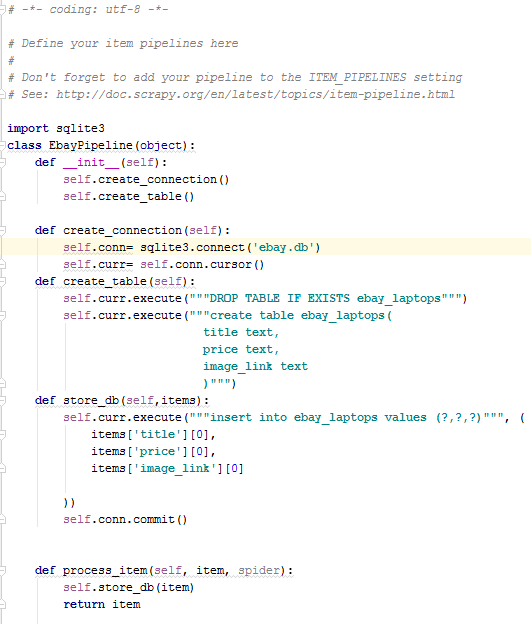 # -*- coding: utf-8 -*-
# Define your item pipelines here
#
# Don't forget to add your pipeline to the ITEM_PIPELINES setting
# See: http://doc.scrapy.org/en/latest/topics/item-pipeline.html
import sqlite3
class EbayPipeline(object):
    def __init__(self):
        self.create_connection()
        self.create_table()
    def create_connection(self):
        self.conn= sqlite3.connect('ebay.db')
        self.curr= self.conn.cursor()
    def create_table(self):
        self.curr.execute("""DROP TABLE IF EXISTS ebay_laptops""")
        self.curr.execute("""create table ebay_laptops(
                            title text,
                            price text,
                            image_link text
                            )""")
    def store_db(self,items):
        self.curr.execute("""insert into ebay_laptops values (?,?,?)""", (
            items['title'][0],
            items['price'][0],
            items['image_link'][0]
        ))
        self.conn.commit()
    def process_item(self, item, spider):
        self.store_db(item)
        return item